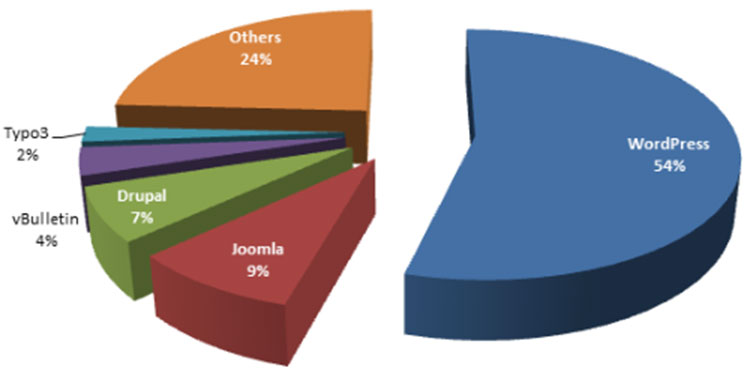 Others
24%
WordPress
54%
Typo3
2%
Drupal
7%
vBulletin
4%
Joomla
9%